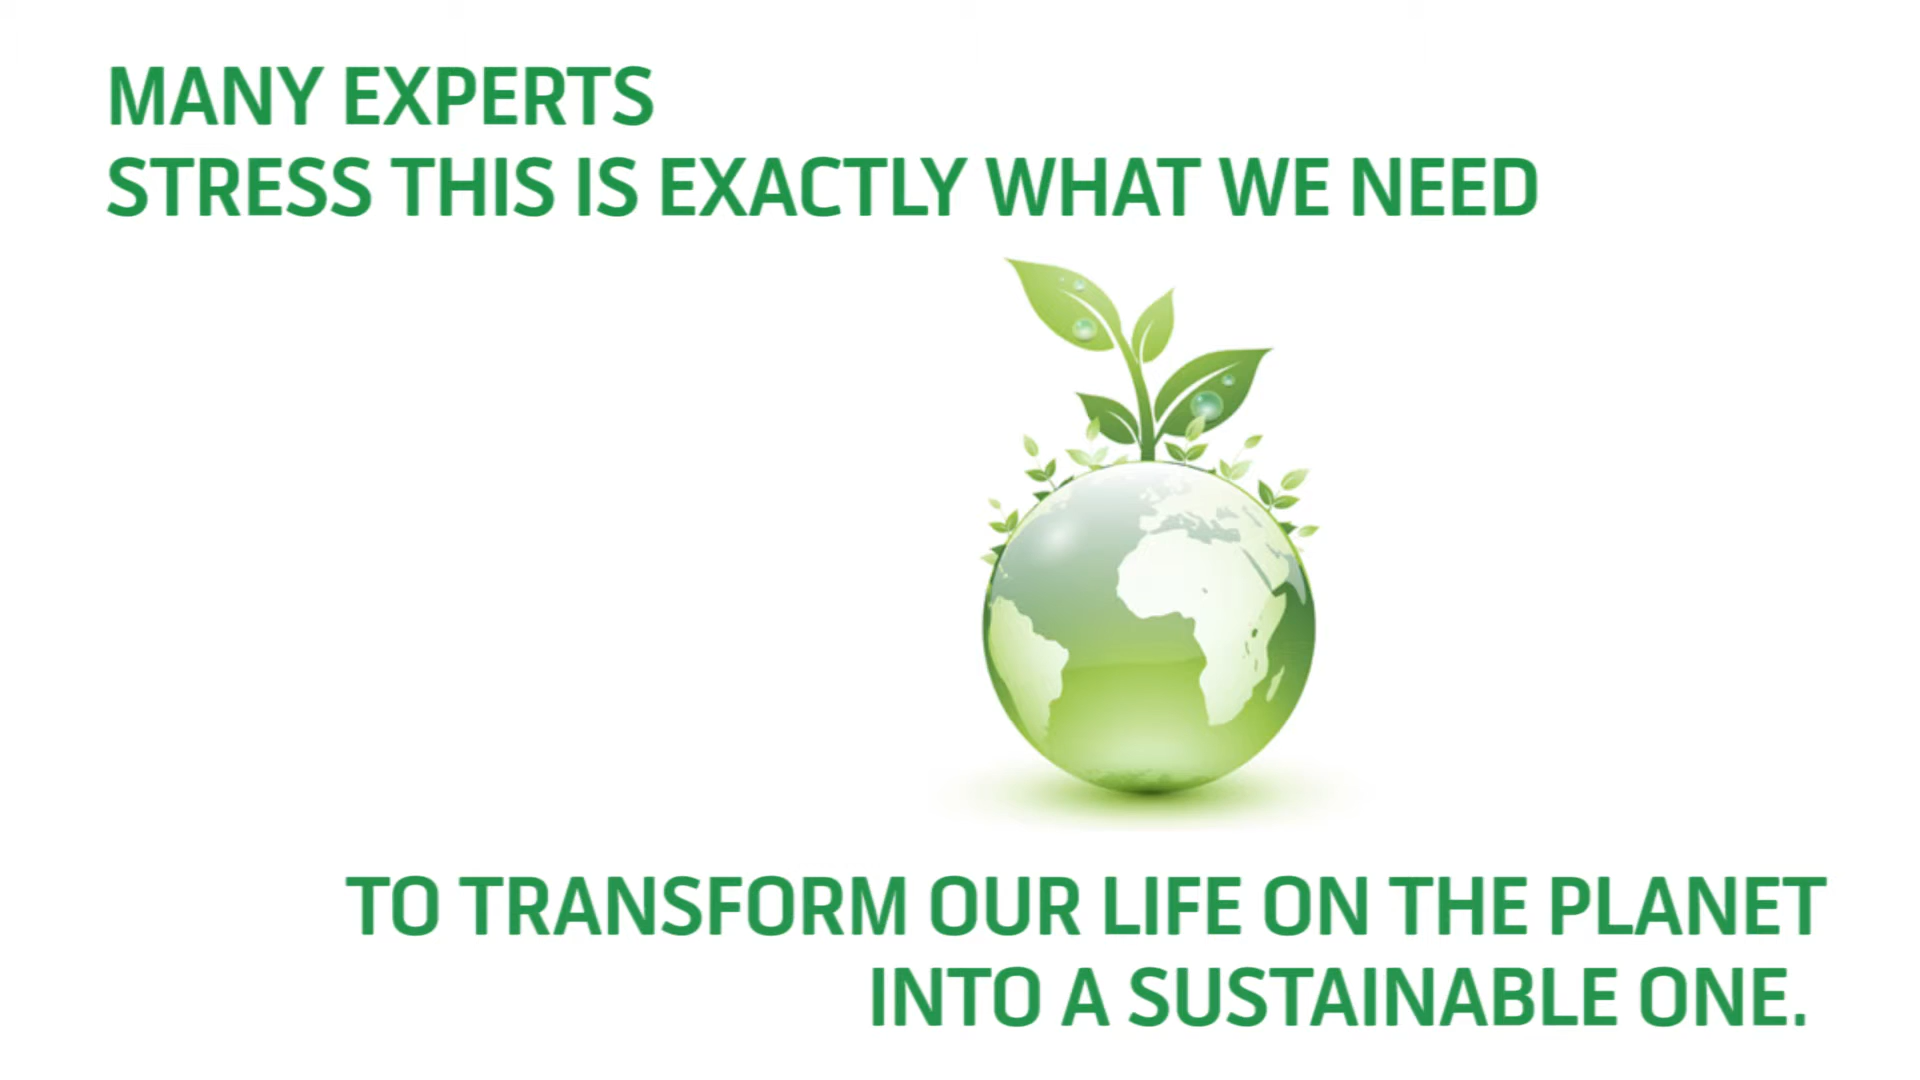 MANY EXPERTS
STRESS THIS IS EXACTLY WHAT WE NEED
TO TRANSFORM OUR LIFE ON THE PLANET
INTO A SUSTAINABLE ONE.